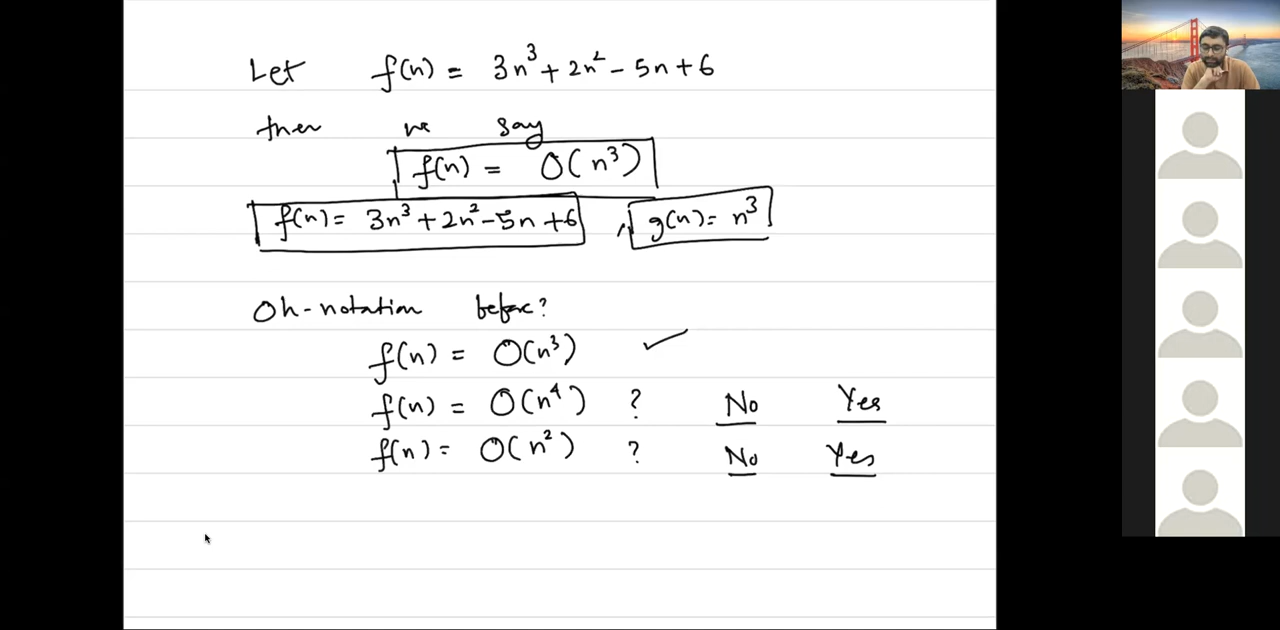 Let f(n) = 3n³ + 2n² - 5n + 6
then we say
f(n) = O(n³)
f(n) = 3n³ + 2n² - 5n + 6 , g(n) = n³
Oh-notation before?
f(n) = O(n³) ✓
f(n) = O(n⁴) ? No Yes
f(n) = O(n²) ? No Yes